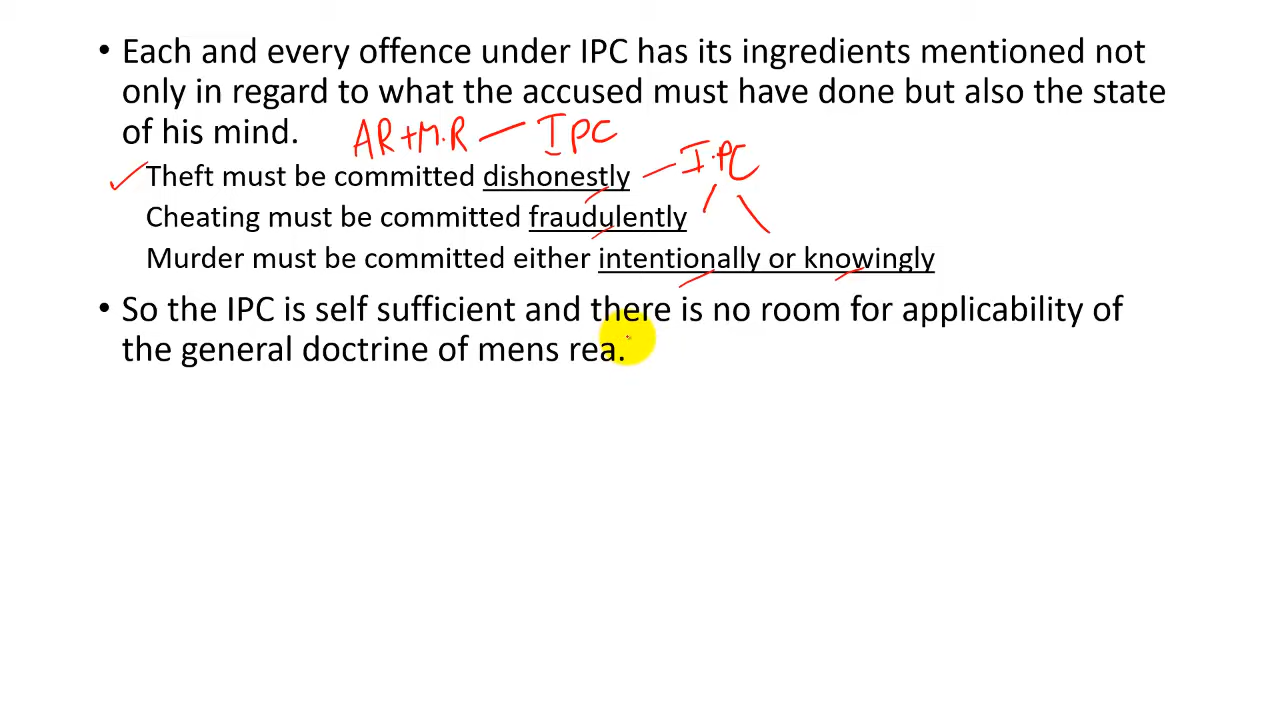 • Each and every offence under IPC has its ingredients mentioned not
only in regard to what the accused must have done but also the state
of his mind. AR+M.R — IPC
Theft must be committed dishonestly — I.PC
Cheating must be committed fraudulently
Murder must be committed either intentionally or knowingly
• So the IPC is self sufficient and there is no room for applicability of
the general doctrine of mens rea.